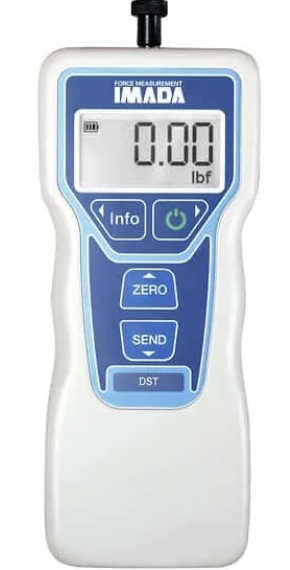 FORCE MEASUREMENT
IMADA
0.00
lbf
Info
ZERO
SEND
DST